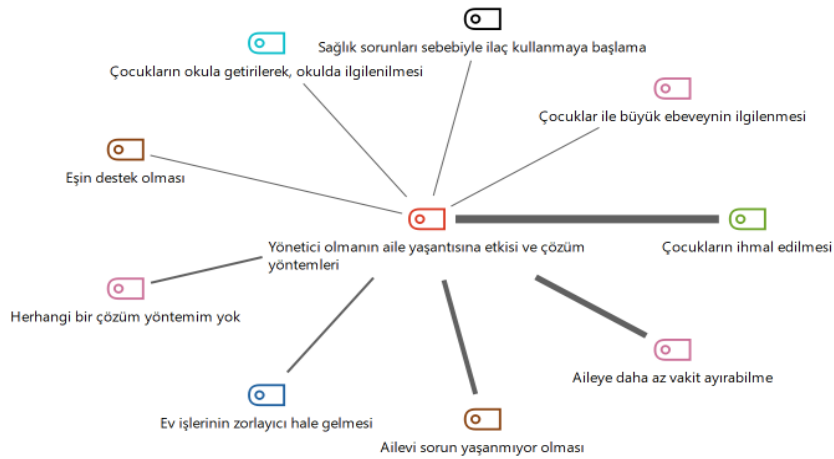 Sağlık sorunları sebebiyle ilaç kullanmaya başlama
Çocukların okula getirilerek, okulda ilgilenilmesi
Çocuklar ile büyük ebeveynin ilgilenmesi
Eşin destek olması
Yönetici olmanın aile yaşantısına etkisi ve çözüm
yöntemleri
Çocukların ihmal edilmesi
Herhangi bir çözüm yöntemim yok
Aileye daha az vakit ayırabilme
Ev işlerinin zorlayıcı hale gelmesi
Ailevi sorun yaşanmıyor olması